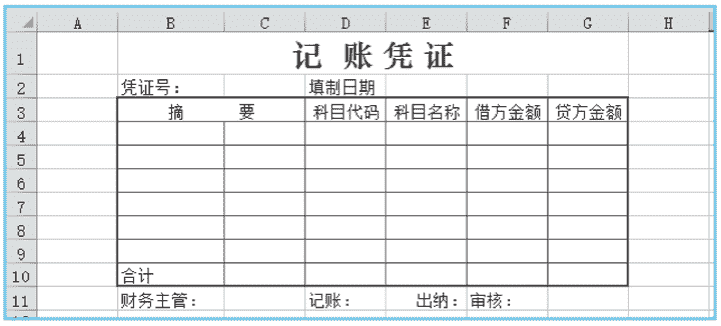 A B C D E F G H
1 记 账 凭 证
2 凭证号： 填制日期
3 摘 要 科目代码 科目名称 借方金额 贷方金额
4
5
6
7
8
9
10 合计
11 财务主管： 记账： 出纳： 审核：